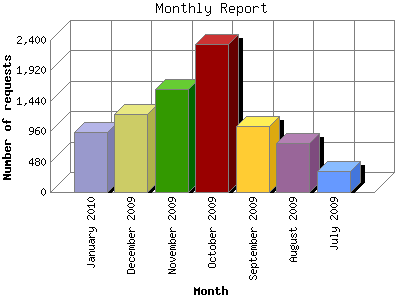 Monthly Report
Number of requests
2,400
1,920
1,440
960
480
0
January 2010
December 2009
November 2009
October 2009
September 2009
August 2009
July 2009
Month